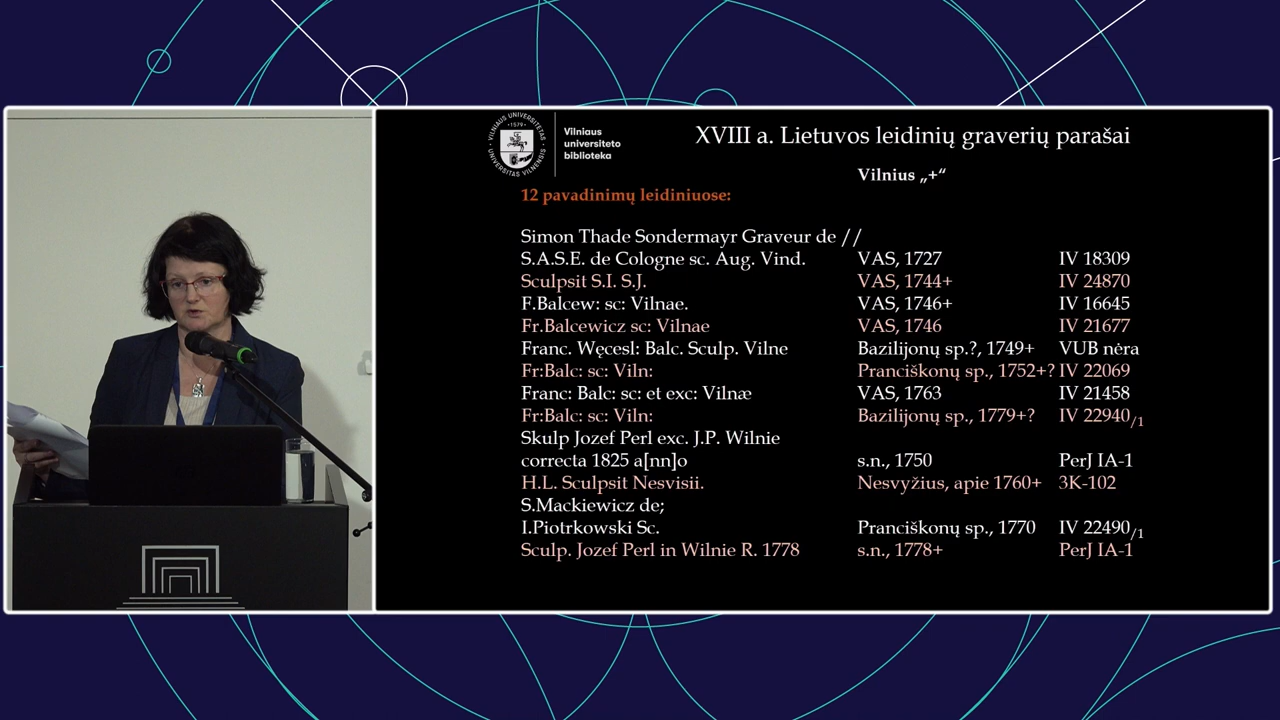 VILNIAUS UNIVERSITETAS
1579
UNIVERSITAS VILNENSIS
Vilniaus
universiteto
biblioteka
XVIII a. Lietuvos leidinių graverių parašai
Vilnius „+“
12 pavadinimų leidiniuose:
Simon Thade Sondermayr Graveur de //
S.A.S.E. de Cologne sc. Aug. Vind. VAS, 1727 IV 18309
Sculpsit S.I. S.J. VAS, 1744+ IV 24870
F.Balcew: sc: Vilnae. VAS, 1746+ IV 16645
Fr.Balcewicz sc: Vilnae VAS, 1746 IV 21677
Franc. Węcesl: Balc. Sculp. Vilne Bazilijonų sp.?, 1749+ VUB nėra
Fr:Balc: sc: Viln: Pranciškonų sp., 1752+? IV 22069
Franc: Balc: sc: et exc: Vilnæ VAS, 1763 IV 21458
Fr:Balc: sc: Viln: Bazilijonų sp., 1779+? IV 22940/1
Skulp Jozef Perl exc. J.P. Wilnie
correcta 1825 a[nn]o s.n., 1750 PerJ IA-1
H.L. Sculpsit Nesvisii. Nesvyžius, apie 1760+ 3K-102
S.Mackiewicz de;
I.Piotrkowski Sc. Pranciškonų sp., 1770 IV 22490/1
Sculp. Jozef Perl in Wilnie R. 1778 s.n., 1778+ PerJ IA-1